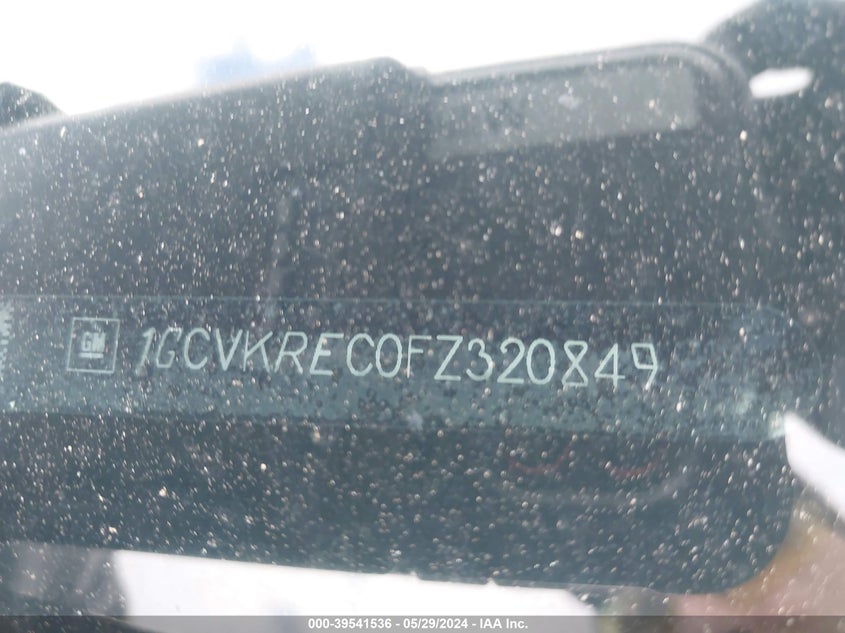 GM 1GCVKREC0FZ320849
000-39541536 - 05/29/2024 - IAA Inc.